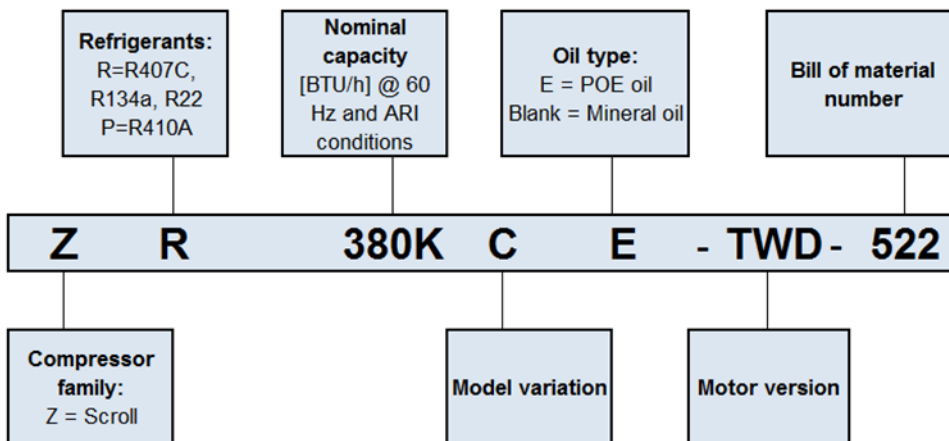 Refrigerants:
R=R407C,
R134a, R22
P=R410A
Nominal
capacity
[BTU/h] @ 60
Hz and ARI
conditions
Oil type:
E = POE oil
Blank = Mineral oil
Bill of material
number
Z R 380K C E - TWD - 522
Compressor
family:
Z = Scroll
Model variation
Motor version